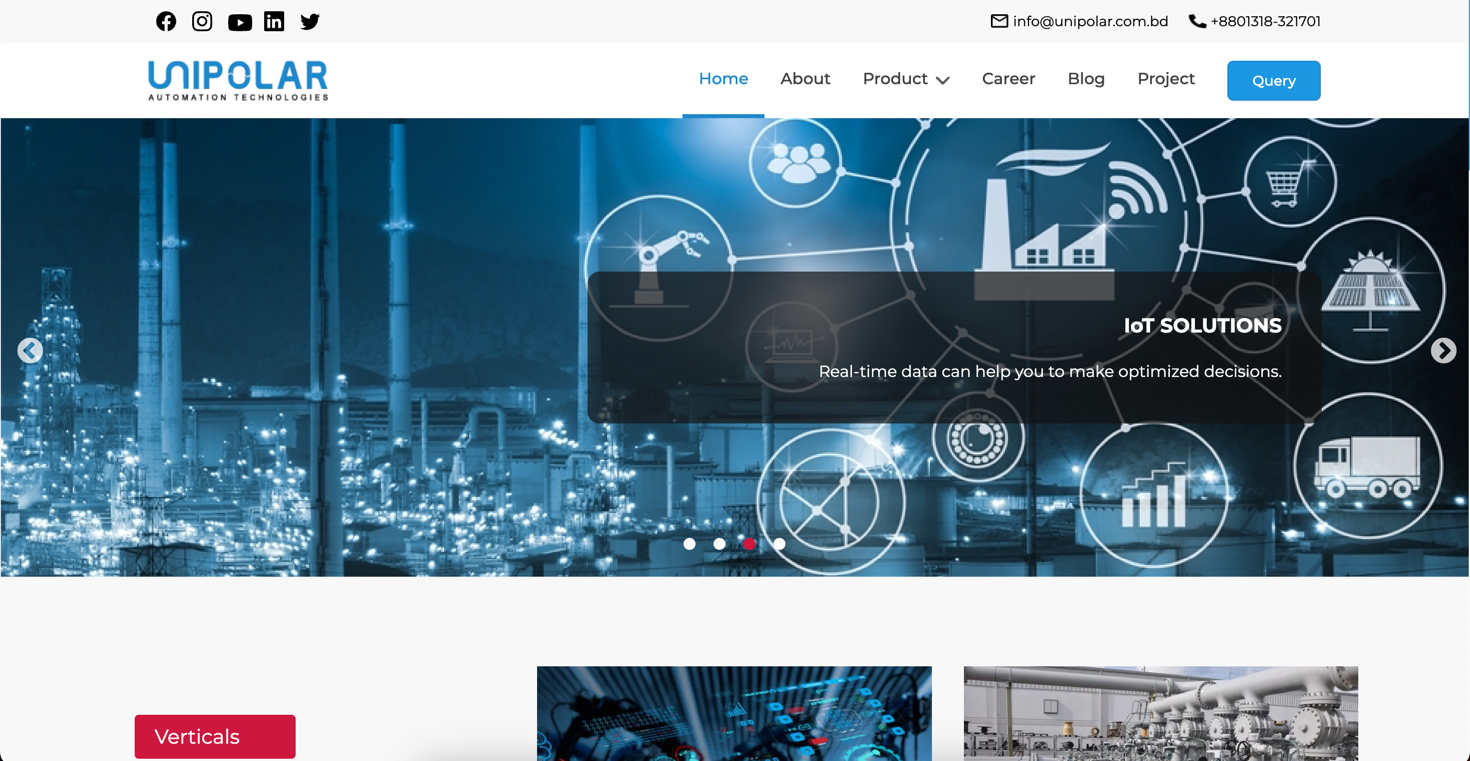 info@unipolar.com.bd +8801318-321701
UNIPOLAR
AUTOMATION TECHNOLOGIES
Home About Product Career Blog Project Query
IoT SOLUTIONS
Real-time data can help you to make optimized decisions.
Verticals